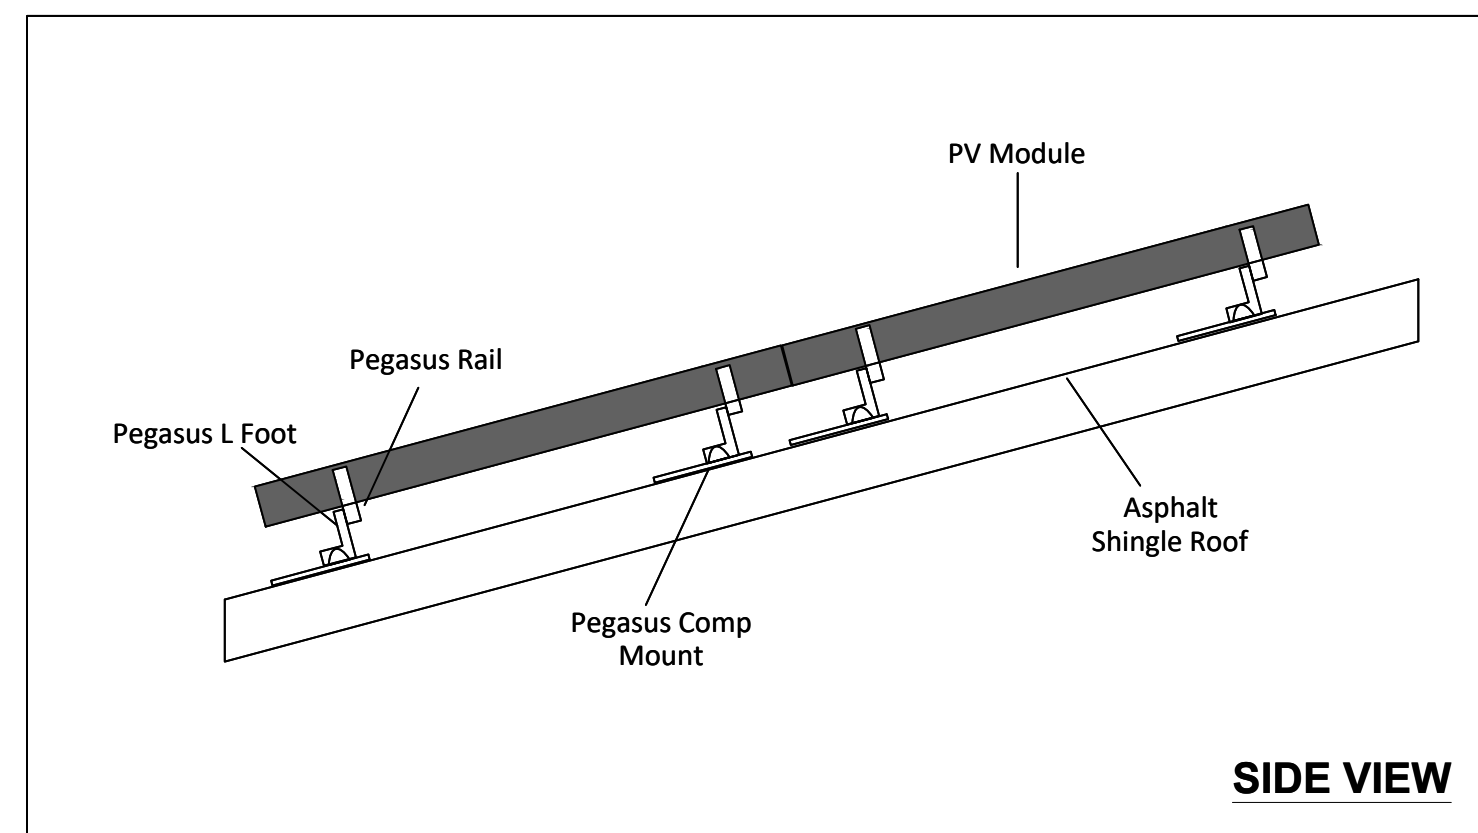 PV Module
Pegasus Rail
Pegasus L Foot
Asphalt
Shingle Roof
Pegasus Comp
Mount
SIDE VIEW